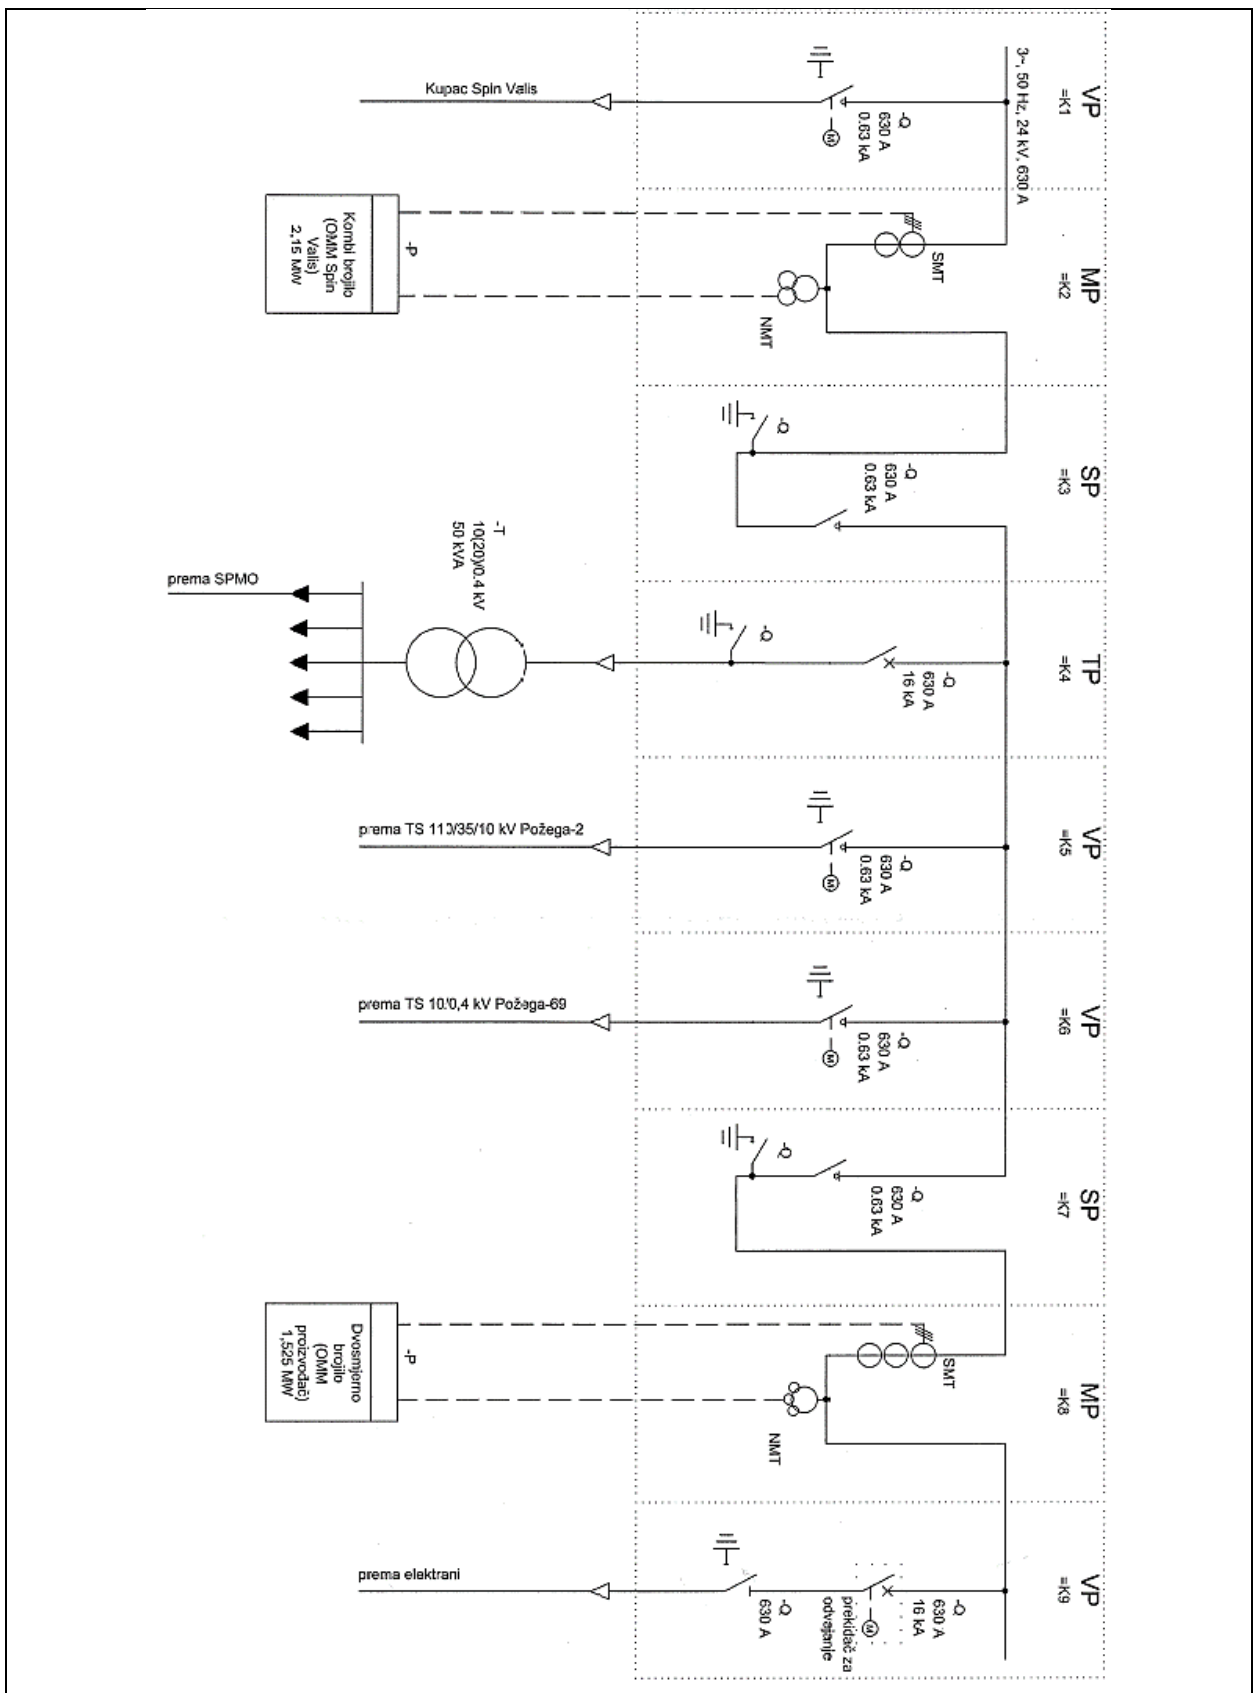 3~, 50 Hz, 24 kV, 630 A
VP
=K1
-Q
630 A
0.63 kA
M
Kupac Spin Valis
MP
=K2
SMT
NMT
-P
Kombi brojilo
(OMM Spin
Valis)
2,15 MW
SP
=K3
-Q
-Q
630 A
0.63 kA
TP
=K4
-Q
630 A
16 kA
-Q
-T
10(20)/0.4 kV
50 kVA
prema SPMO
VP
=K5
-Q
630 A
0.63 kA
M
prema TS 110/35/10 kV Požega-2
VP
=K6
-Q
630 A
0.63 kA
M
prema TS 10/0,4 kV Požega-69
SP
=K7
-Q
630 A
0.63 kA
-Q
MP
=K8
SMT
NMT
-P
Dvosmjerno
brojilo
(OMM
proizvođač)
1,525 MW
VP
=K9
-Q
630 A
16 kA
M
prekidač za
odvajanje
-Q
630 A
prema elektrani